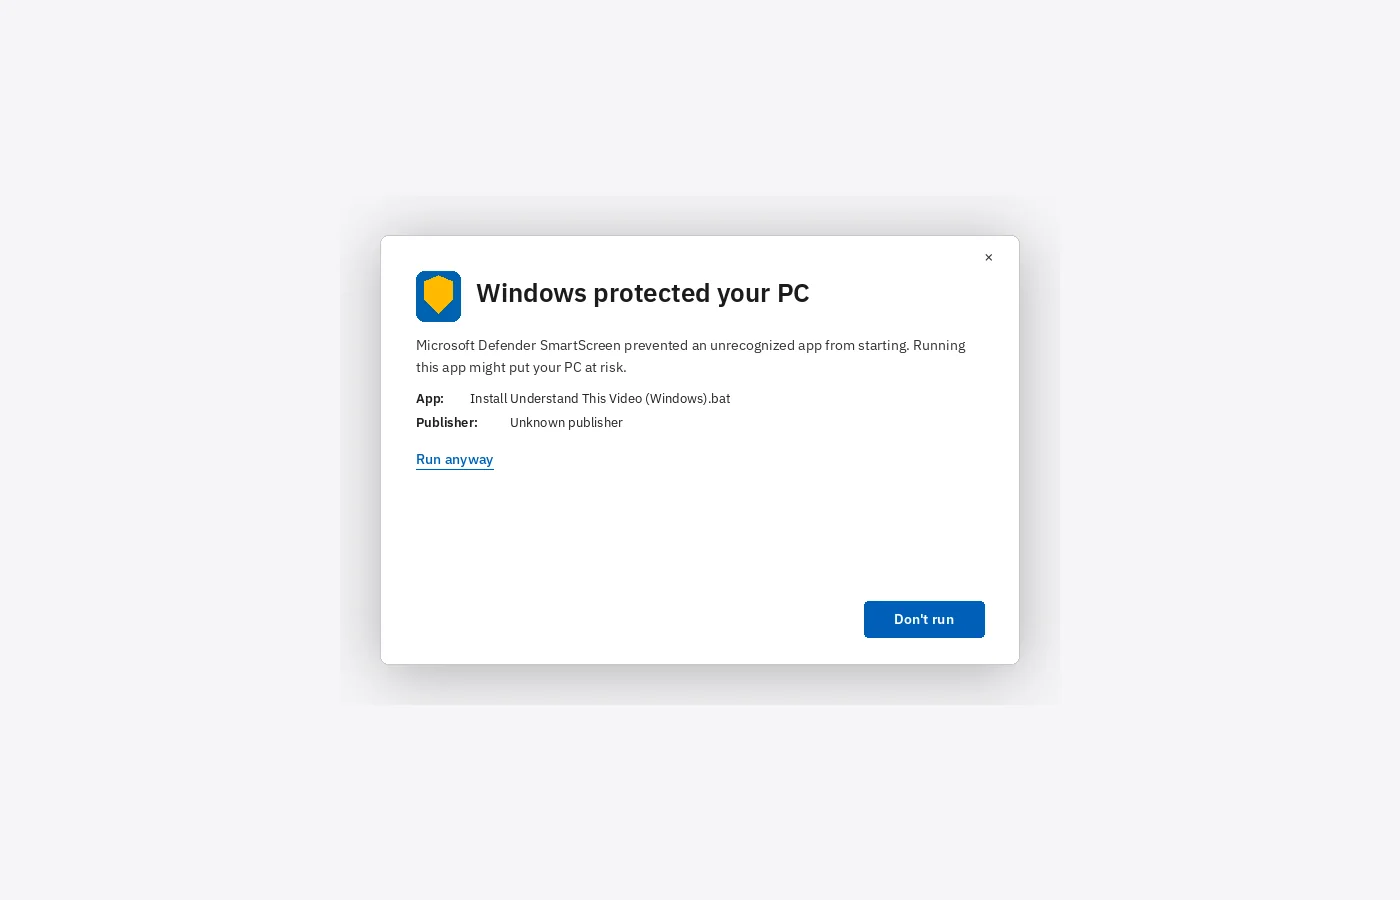 ×
Windows protected your PC
Microsoft Defender SmartScreen prevented an unrecognized app from starting. Running
this app might put your PC at risk.
App: Install Understand This Video (Windows).bat
Publisher: Unknown publisher
Run anyway
Don't run